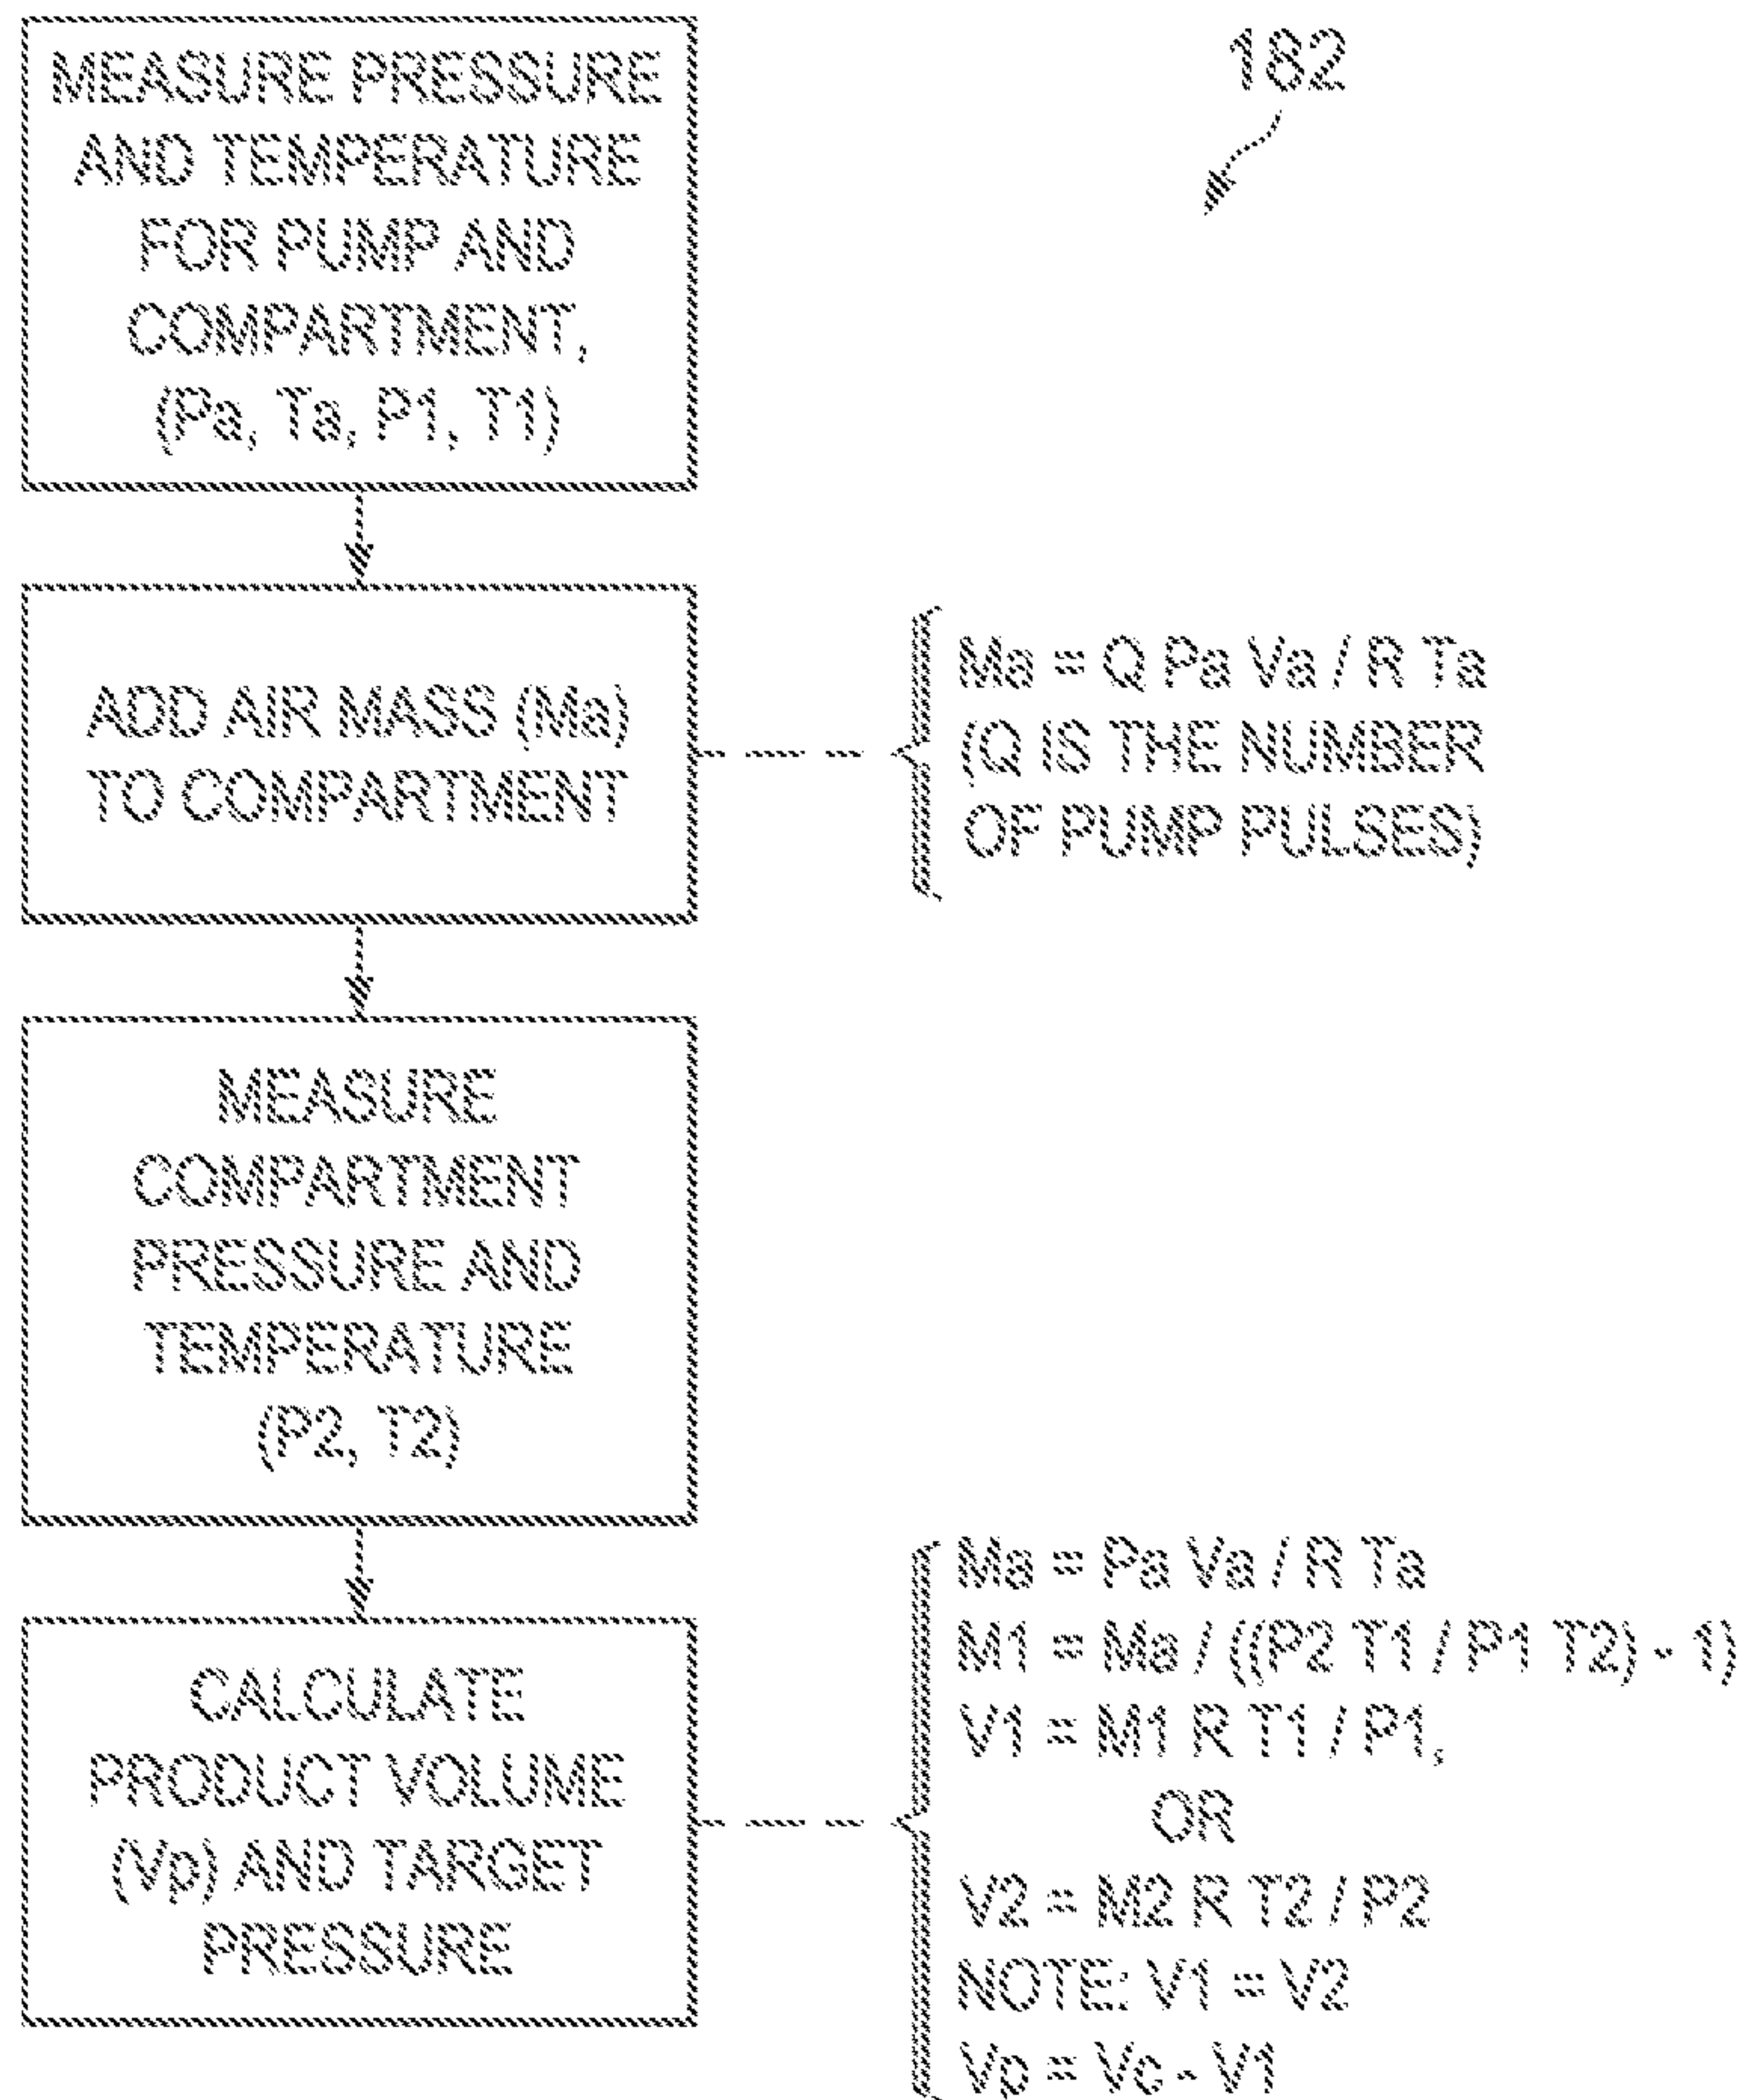 182
MEASURE PRESSURE
AND TEMPERATURE
FOR PUMP AND
COMPARTMENT,
(Pa, Ta, P1, T1)
ADD AIR MASS (Ma)
TO COMPARTMENT
Ma = Q Pa Va / R Ta
(Q IS THE NUMBER
OF PUMP PULSES)
MEASURE
COMPARTMENT
PRESSURE AND
TEMPERATURE
(P2, T2)
CALCULATE
PRODUCT VOLUME
(Vp) AND TARGET
PRESSURE
Ma = Pa Va / R Ta
M1 = Ma / ((P2 T1 / P1 T2) - 1)
V1 = M1 R T1 / P1,
OR
V2 = M2 R T2 / P2
NOTE: V1 = V2
Vp = Vc - V1